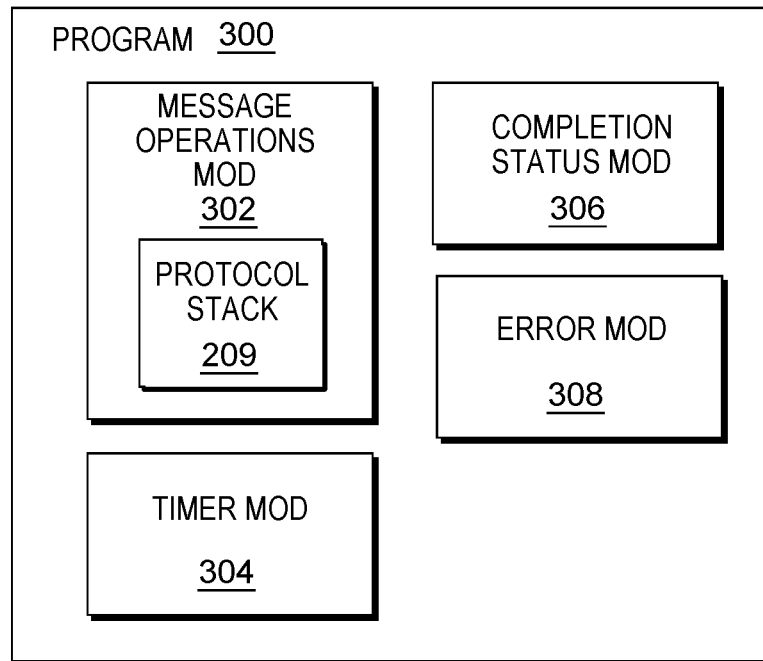 PROGRAM 300
MESSAGE
OPERATIONS
MOD
302
PROTOCOL
STACK
209
TIMER MOD
304
COMPLETION
STATUS MOD
306
ERROR MOD
308